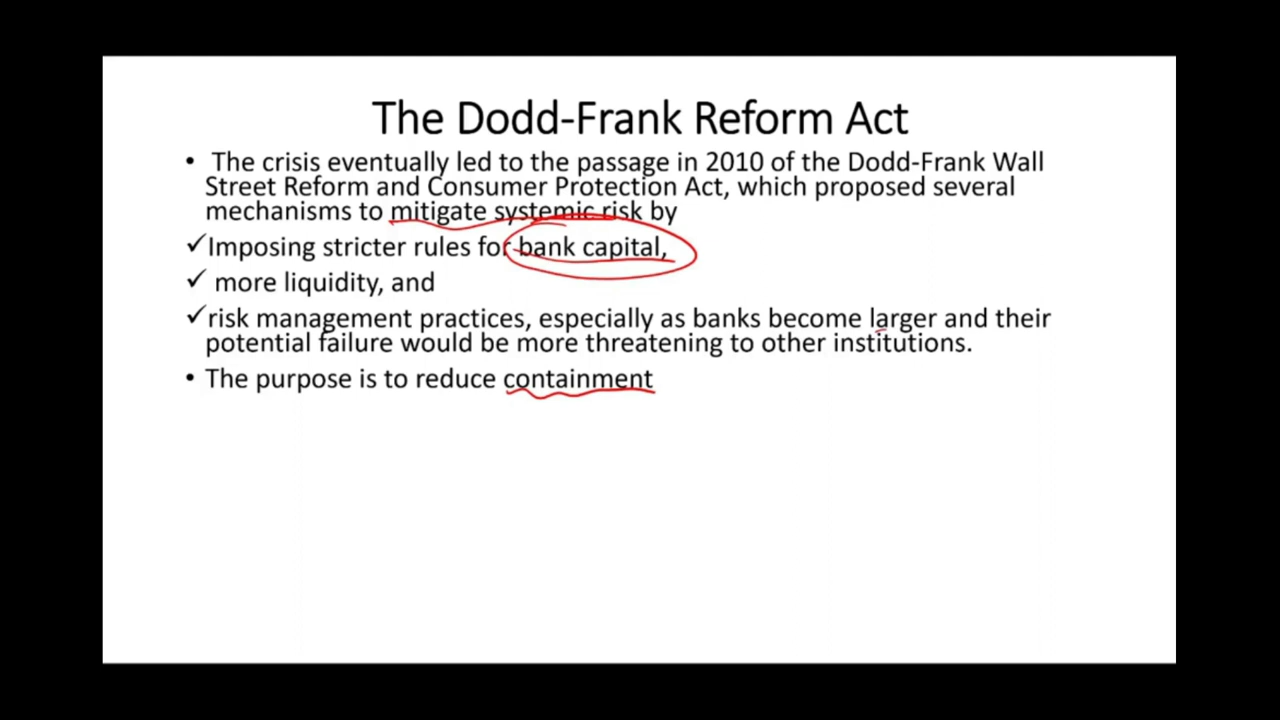 The Dodd-Frank Reform Act
• The crisis eventually led to the passage in 2010 of the Dodd-Frank Wall
Street Reform and Consumer Protection Act, which proposed several
mechanisms to mitigate systemic risk by
✓Imposing stricter rules for bank capital,
✓ more liquidity, and
✓risk management practices, especially as banks become larger and their
potential failure would be more threatening to other institutions.
• The purpose is to reduce containment